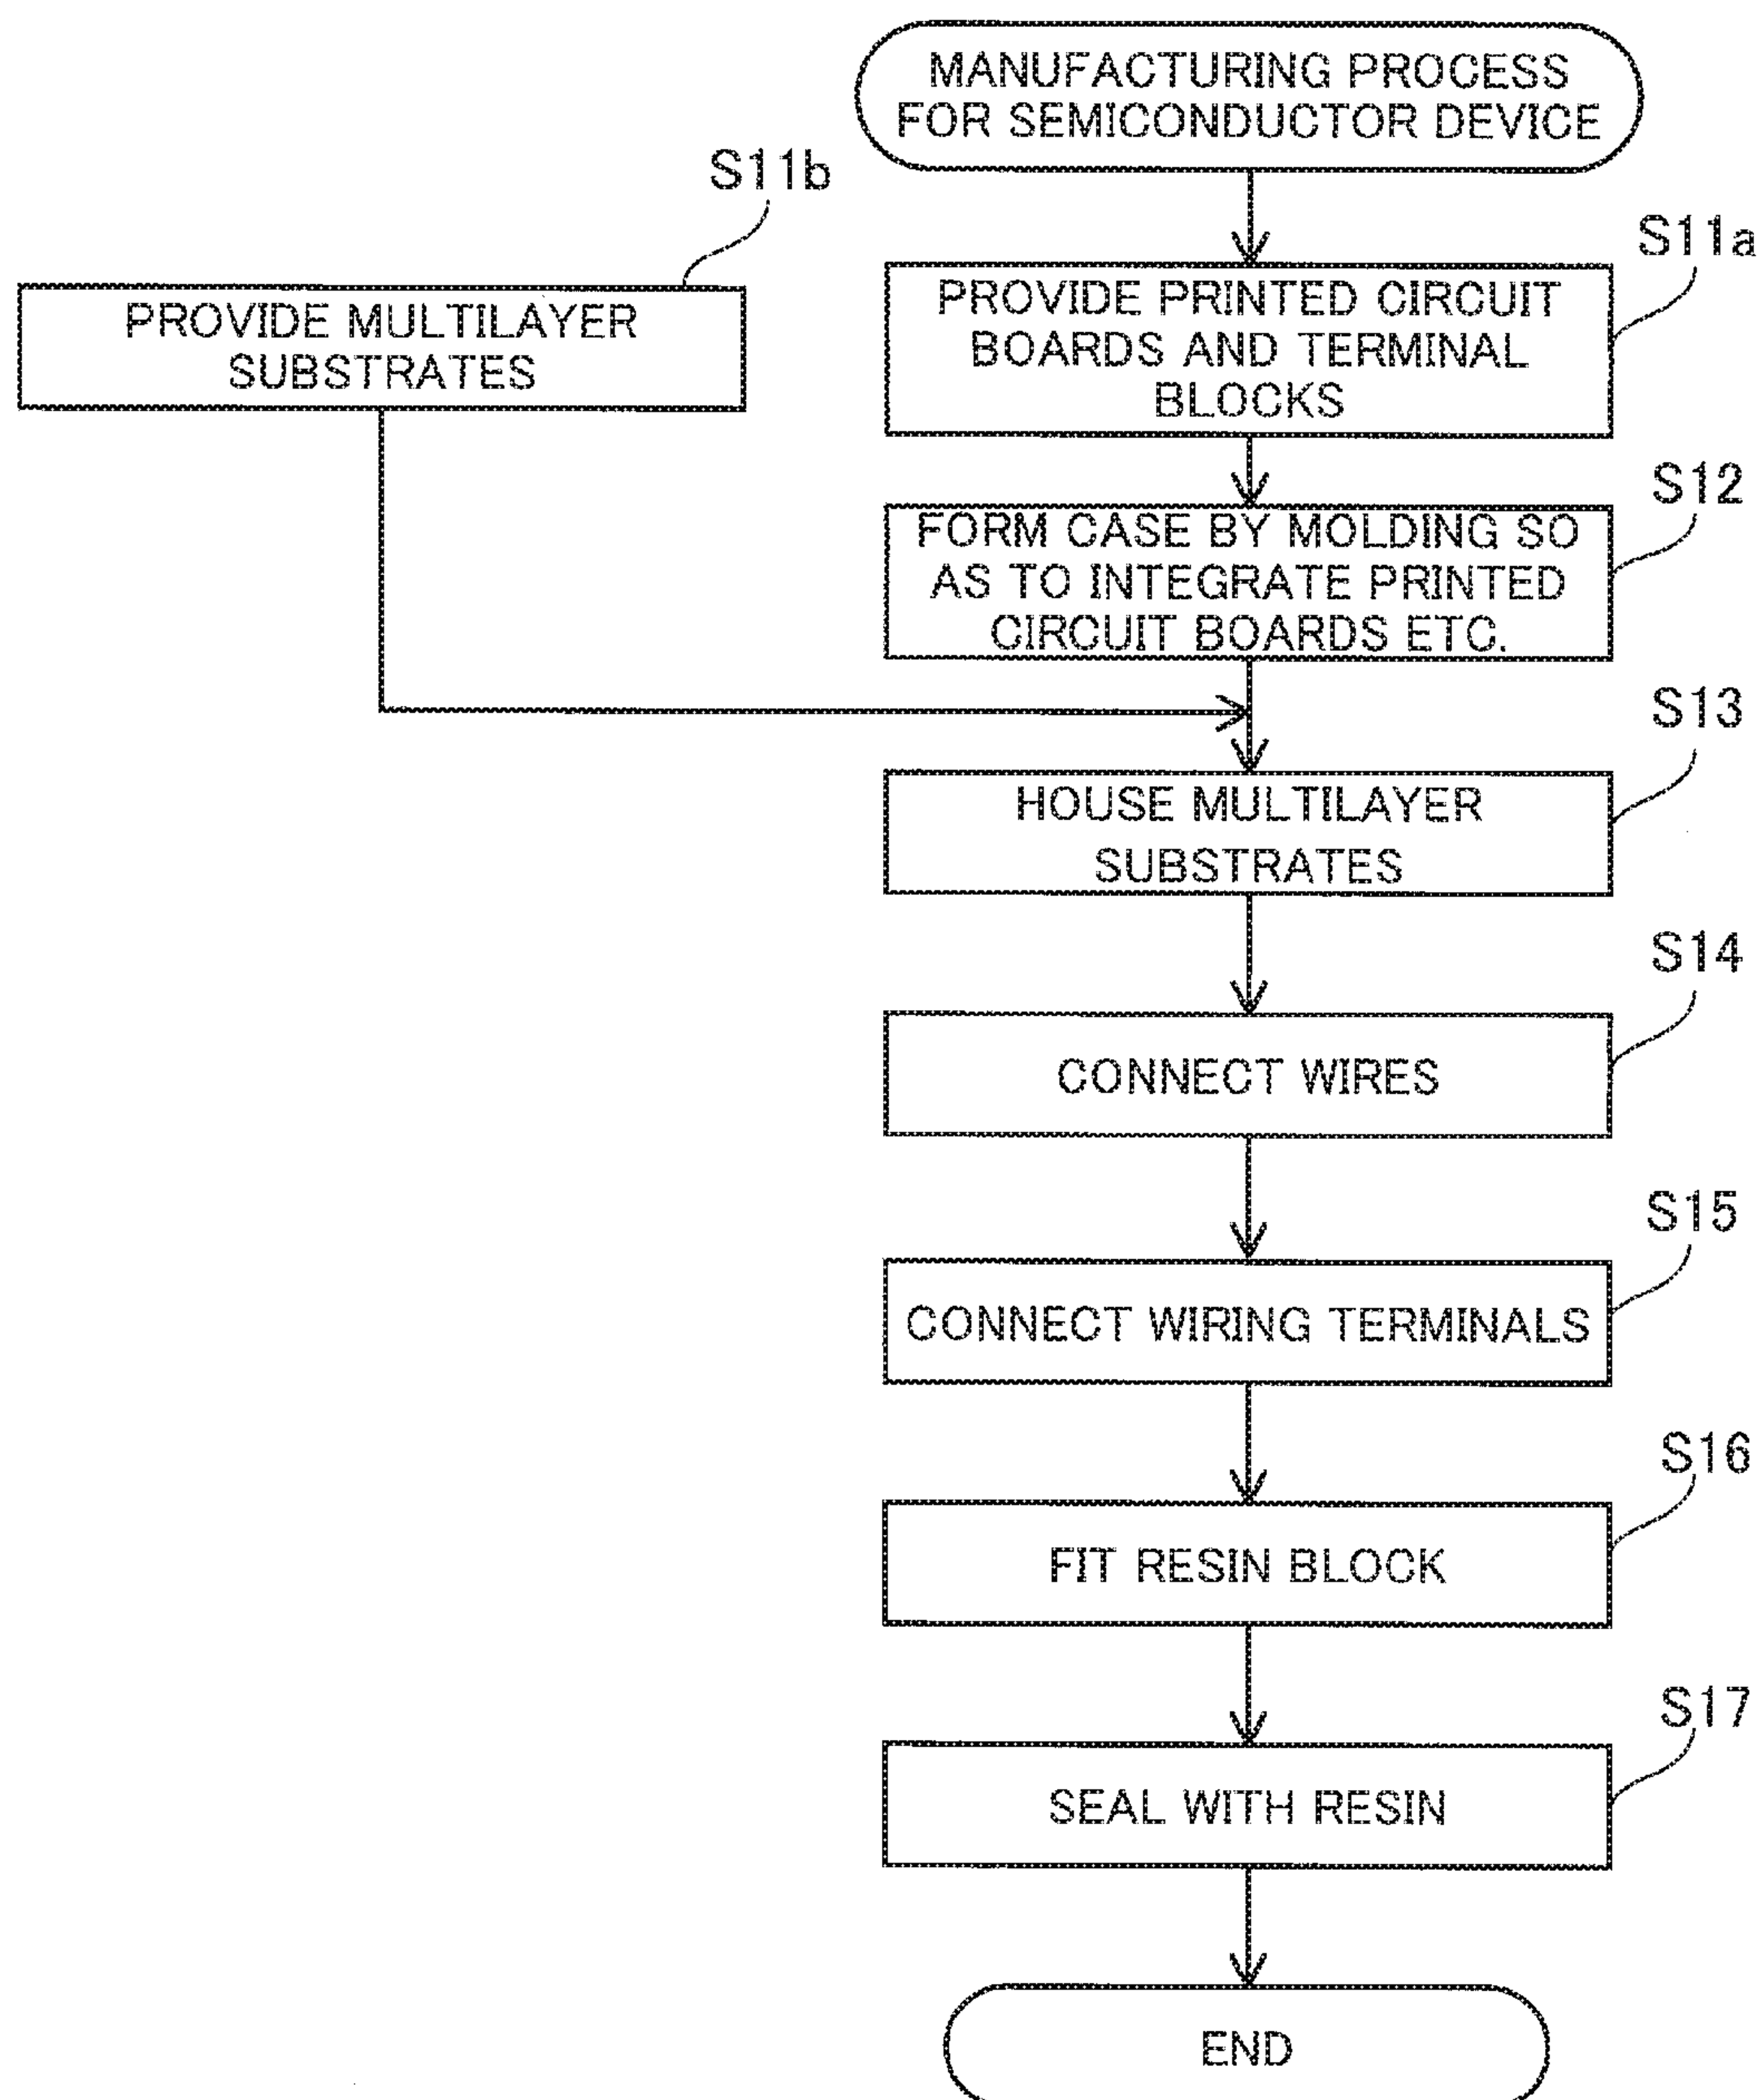 MANUFACTURING PROCESS
FOR SEMICONDUCTOR DEVICE
S11b
S11a
PROVIDE MULTILAYER
SUBSTRATES
PROVIDE PRINTED CIRCUIT
BOARDS AND TERMINAL
BLOCKS
S12
FORM CASE BY MOLDING SO
AS TO INTEGRATE PRINTED
CIRCUIT BOARDS ETC.
S13
HOUSE MULTILAYER
SUBSTRATES
S14
CONNECT WIRES
S15
CONNECT WIRING TERMINALS
S16
FIT RESIN BLOCK
S17
SEAL WITH RESIN
END